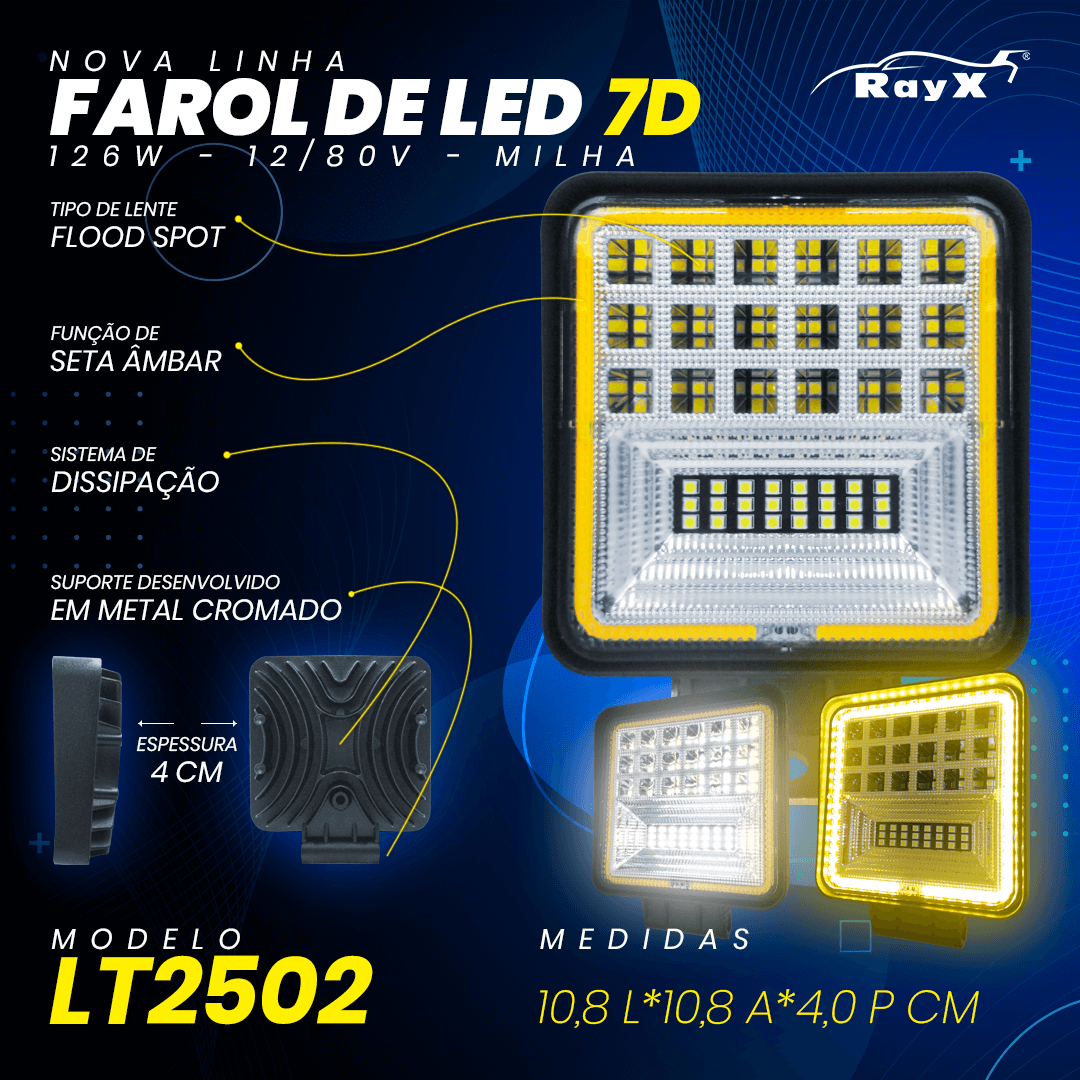 NOVA LINHA
FAROL DE LED 7D
126W - 12/80V - MILHA
RayX®
TIPO DE LENTE
FLOOD SPOT
FUNÇÃO DE
SETA ÂMBAR
SISTEMA DE
DISSIPAÇÃO
SUPORTE DESENVOLVIDO
EM METAL CROMADO
ESPESSURA
4 CM
MODELO
LT2502
MEDIDAS
10,8 L*10,8 A*4,0 P CM